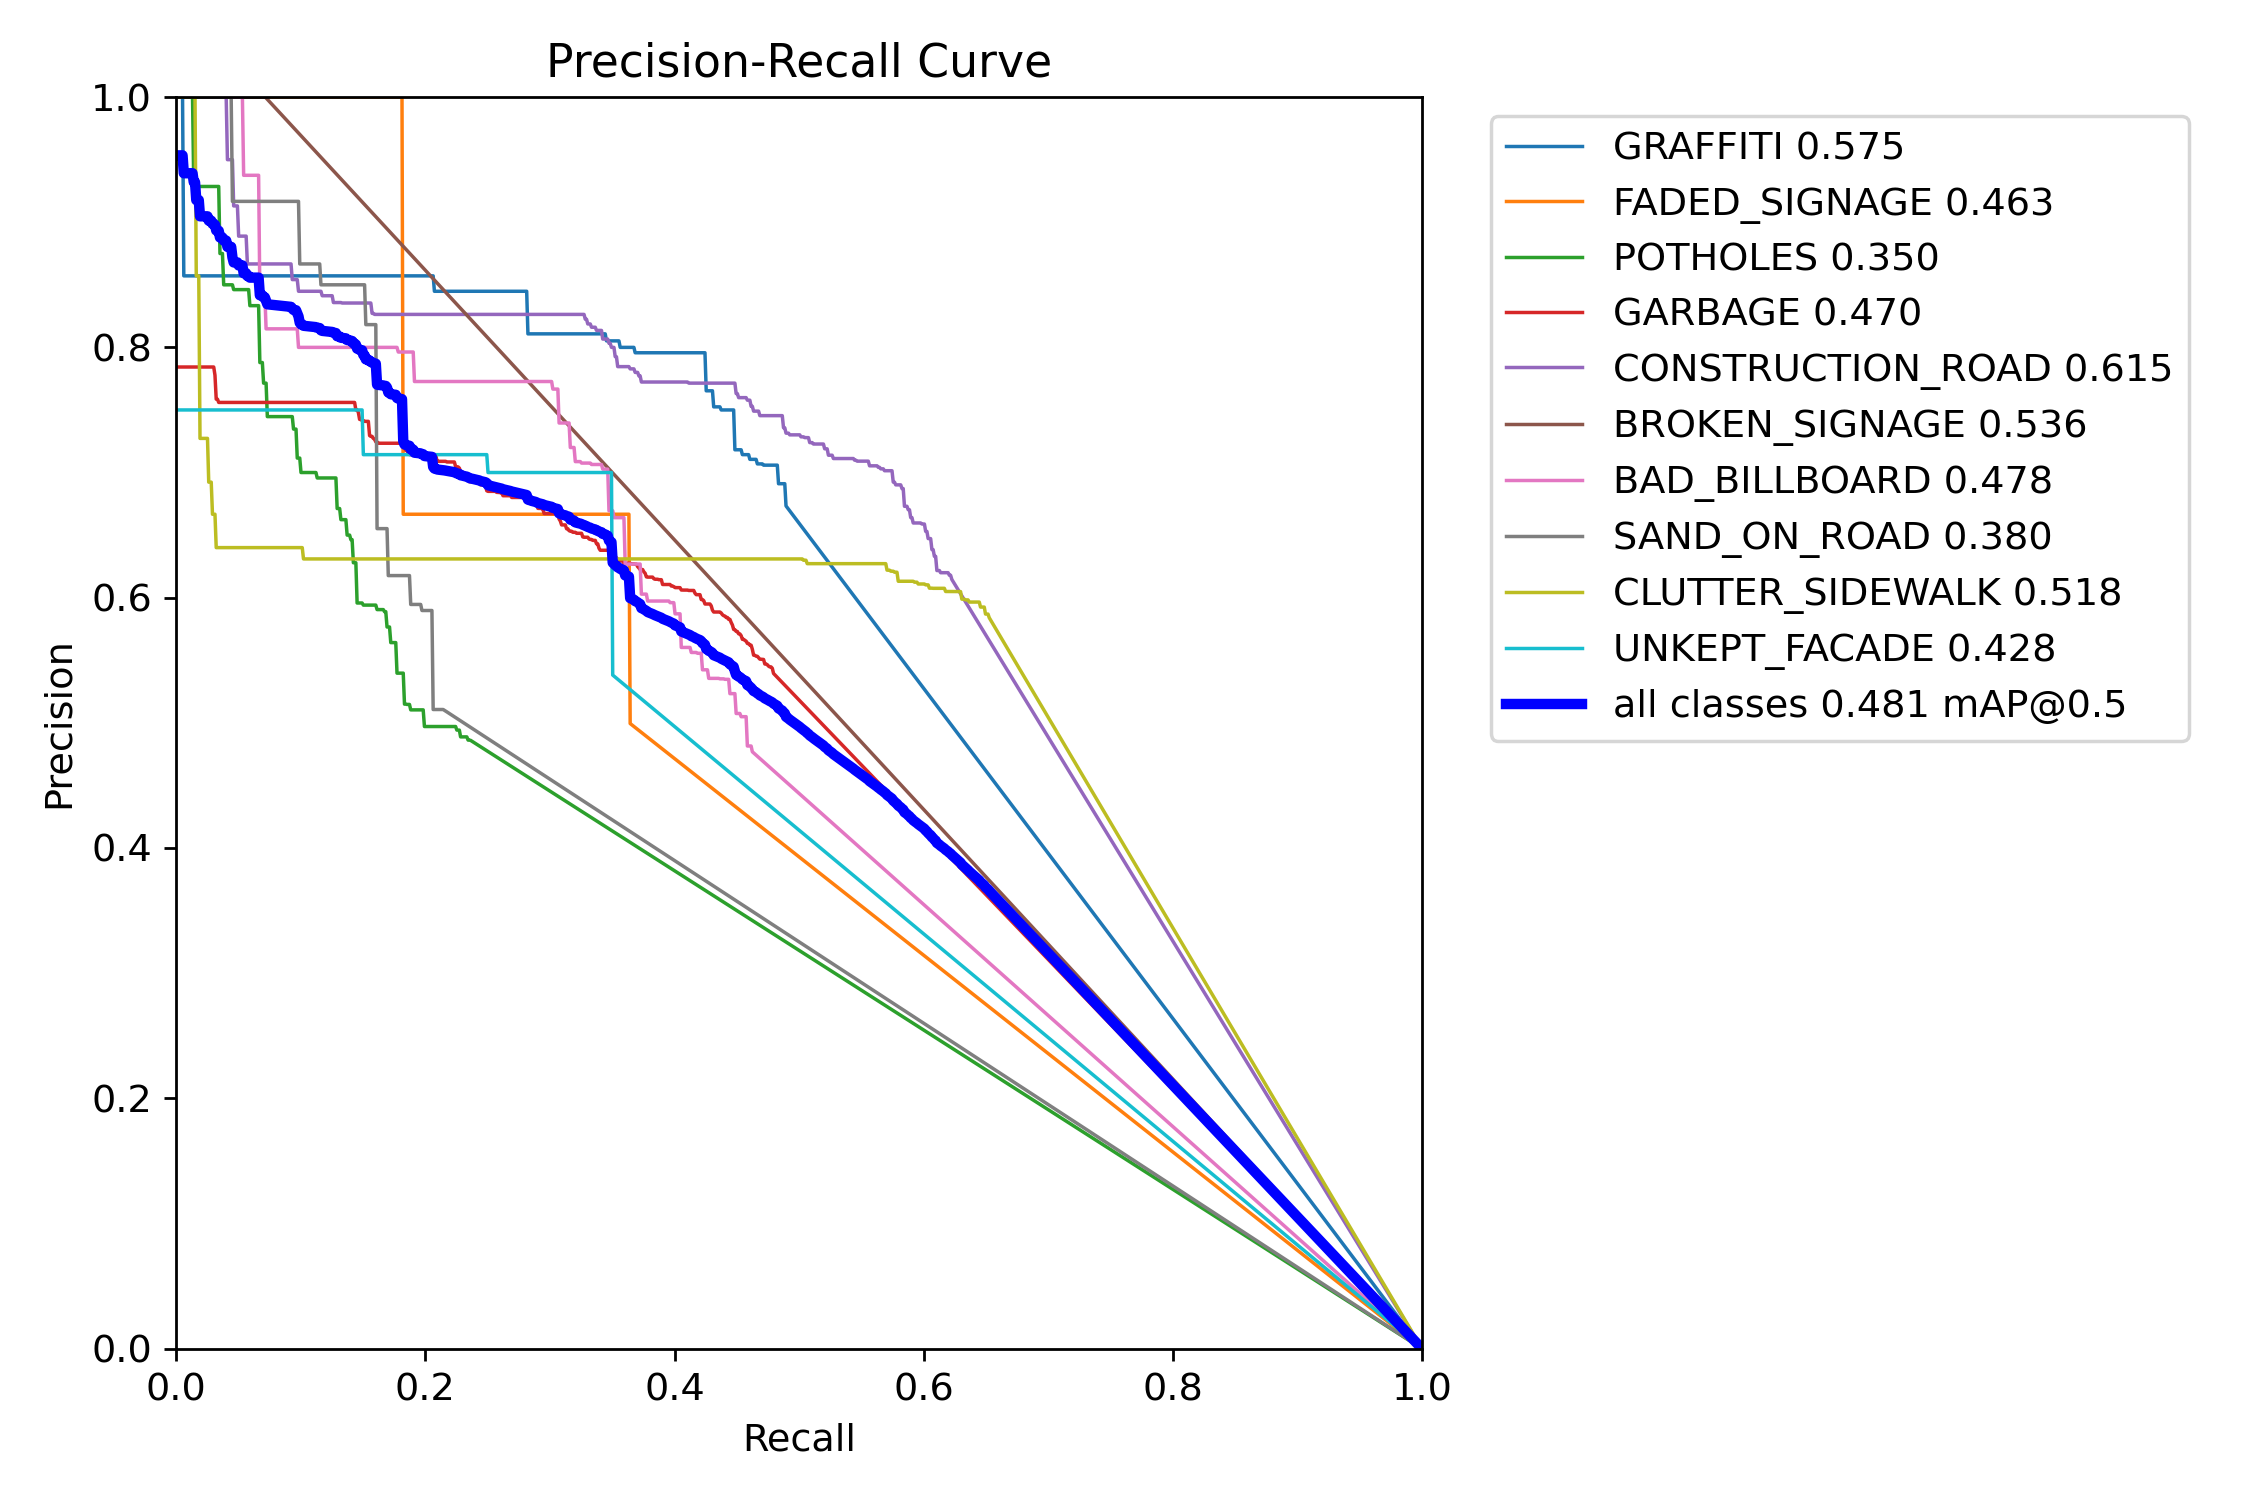 Precision-Recall Curve
1.0
0.8
0.6
0.4
0.2
0.0
Precision
0.0 0.2 0.4 0.6 0.8 1.0
Recall
GRAFFITI 0.575
FADED_SIGNAGE 0.463
POTHOLES 0.350
GARBAGE 0.470
CONSTRUCTION_ROAD 0.615
BROKEN_SIGNAGE 0.536
BAD_BILLBOARD 0.478
SAND_ON_ROAD 0.380
CLUTTER_SIDEWALK 0.518
UNKEPT_FACADE 0.428
all classes 0.481 mAP@0.5